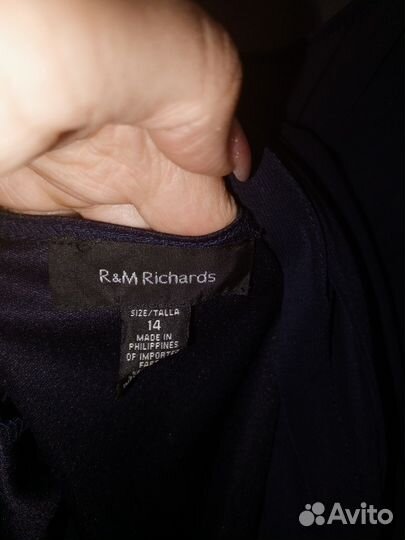 R&M Richards
SIZE/TALLA
14
MADE IN
PHILIPPINES
OF IMPORTED
Avito